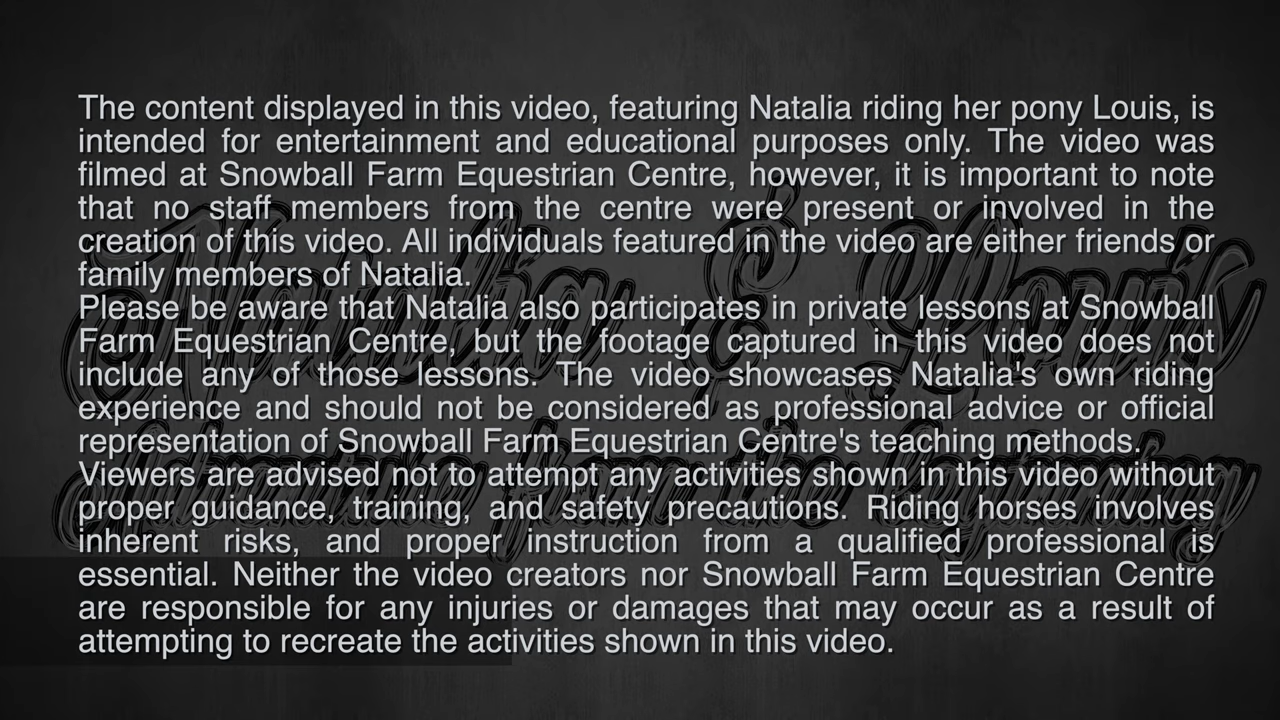 The content displayed in this video, featuring Natalia riding her pony Louis, is
intended for entertainment and educational purposes only. The video was
filmed at Snowball Farm Equestrian Centre, however, it is important to note
that no staff members from the centre were present or involved in the
creation of this video. All individuals featured in the video are either friends or
family members of Natalia.
Please be aware that Natalia also participates in private lessons at Snowball
Farm Equestrian Centre, but the footage captured in this video does not
include any of those lessons. The video showcases Natalia's own riding
experience and should not be considered as professional advice or official
representation of Snowball Farm Equestrian Centre's teaching methods.
Viewers are advised not to attempt any activities shown in this video without
proper guidance, training, and safety precautions. Riding horses involves
inherent risks, and proper instruction from a qualified professional is
essential. Neither the video creators nor Snowball Farm Equestrian Centre
are responsible for any injuries or damages that may occur as a result of
attempting to recreate the activities shown in this video.
Natalia & Louis
from the beginning